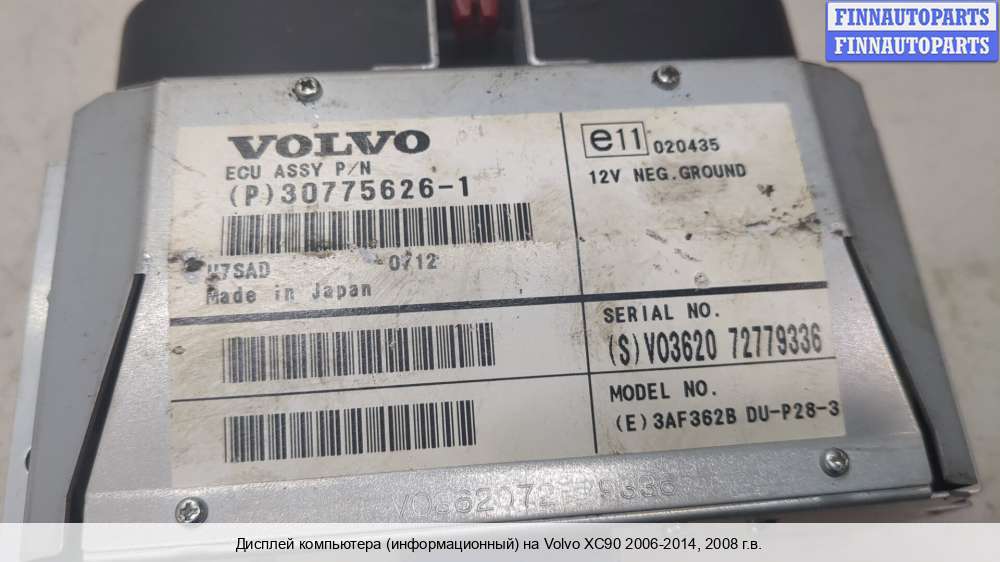 FINNAUTOPARTS
FINNAUTOPARTS
VOLVO
ECU ASSY P/N
(P)30775626-1
0712
Made in Japan
e11 020435
12V NEG.GROUND
SERIAL NO.
(S)VO3620 72779336
MODEL NO.
(E)3AF362B DU-P28-3
Дисплей компьютера (информационный) на Volvo XC90 2006-2014, 2008 г.в.